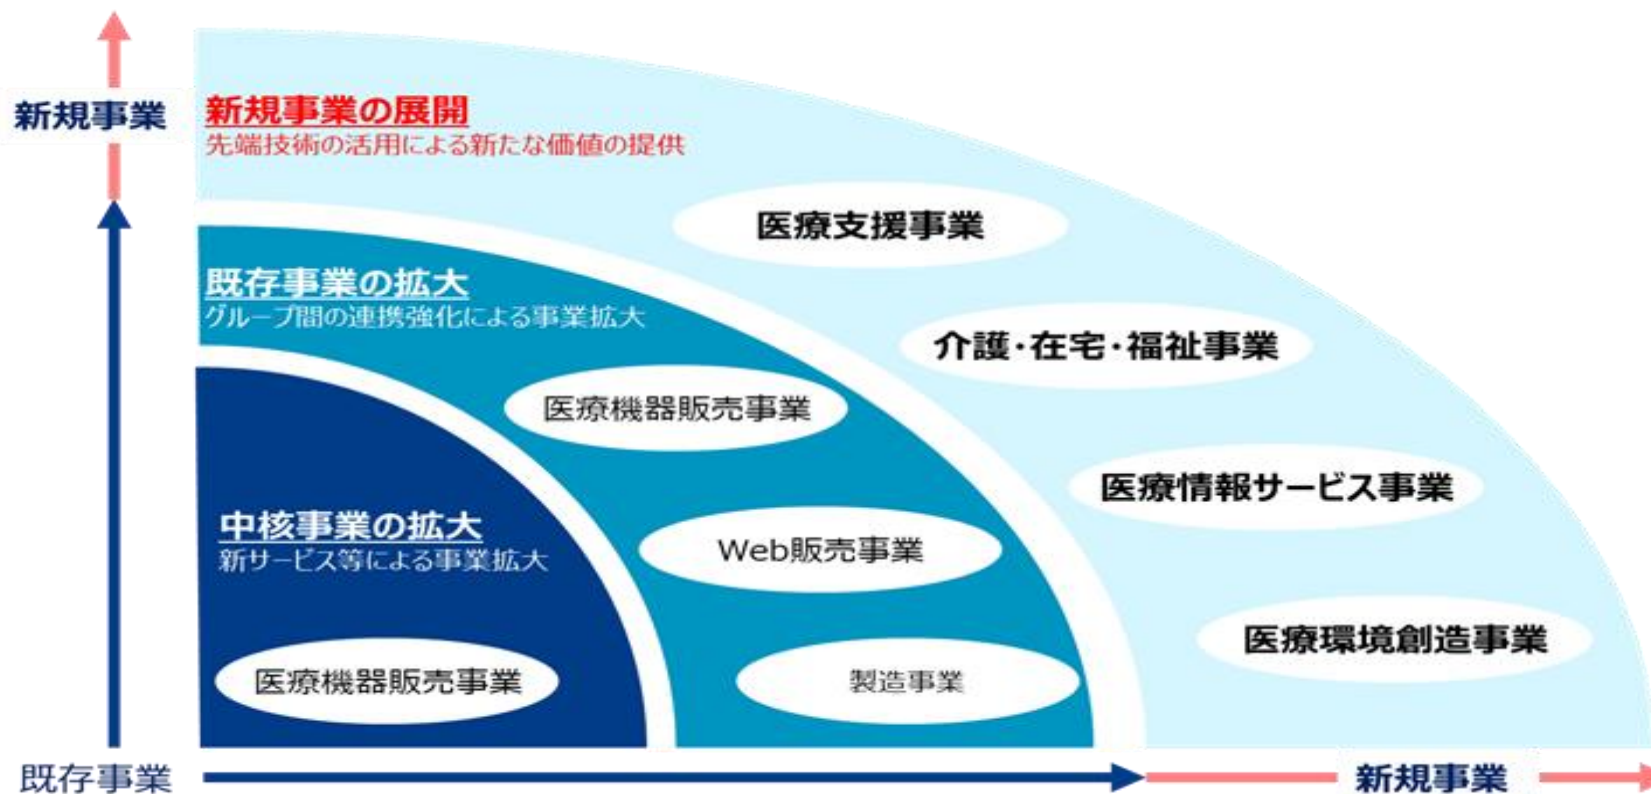 新規事業
新規事業の展開
先端技術の活用による新たな価値の提供
医療支援事業
既存事業の拡大
グループ間の連携強化による事業拡大
介護・在宅・福祉事業
医療機器販売事業
医療情報サービス事業
中核事業の拡大
新サービス等による事業拡大
Web販売事業
医療環境創造事業
医療機器販売事業
製造事業
既存事業
新規事業